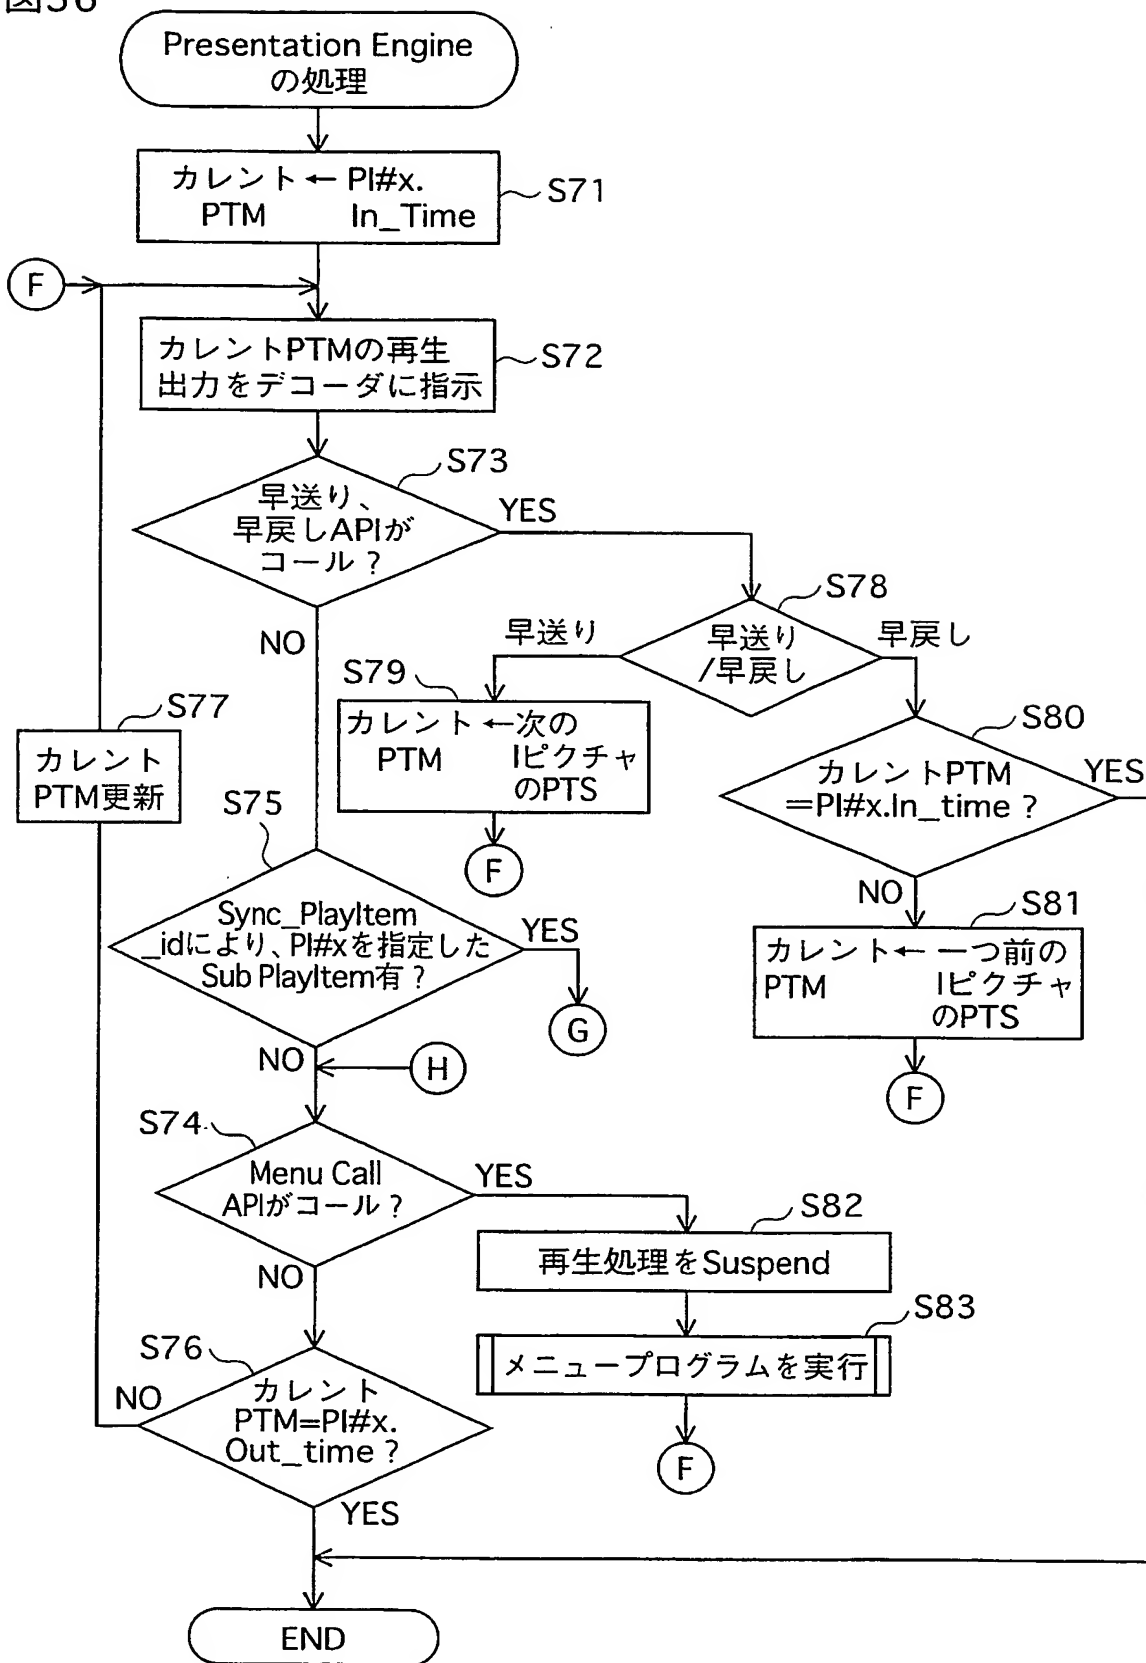 図36
Presentation Engine
の処理
カレント ← PI#x.
PTM In_Time
S71
F
カレントPTMの再生
出力をデコーダに指示
S72
S73
早送り、
早戻しAPIが
コール？
YES
NO
S78
早送り
/早戻し
早送り
早戻し
S79
カレント ←次の
PTM Iピクチャ
のPTS
F
S80
カレントPTM
=PI#x.In_time？
YES
NO
S81
カレント← 一つ前の
PTM Iピクチャ
のPTS
F
S77
カレント
PTM更新
S75
Sync_PlayItem
_idにより、PI#xを指定した
Sub PlayItem有？
YES
G
NO
H
S74
Menu Call
APIがコール？
YES
NO
S82
再生処理をSuspend
S83
メニュープログラムを実行
F
S76
カレント
PTM=PI#x.
Out_time？
NO
YES
END